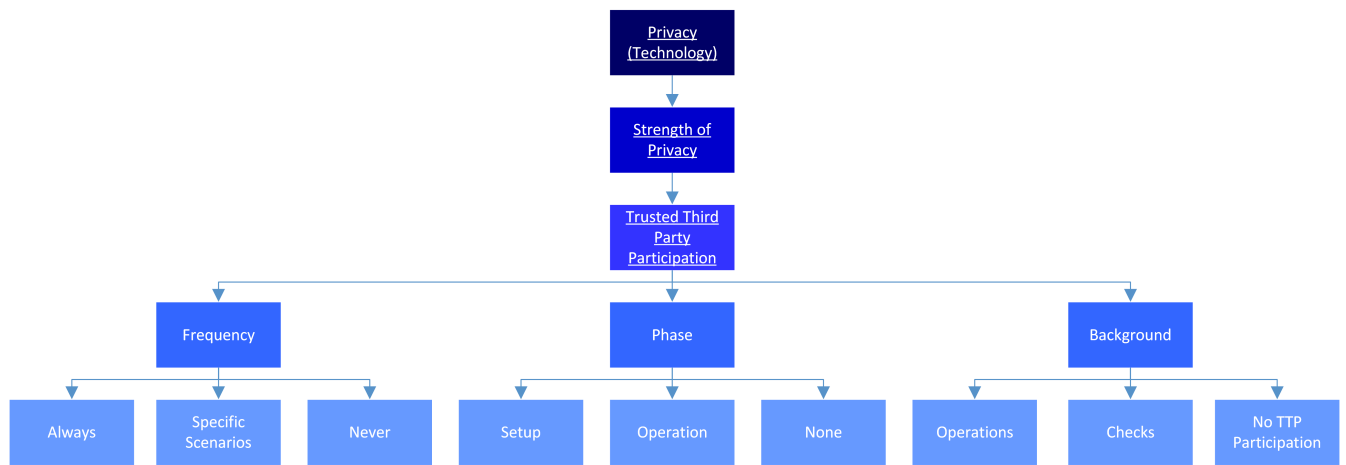 Privacy
(Technology)
Strength of
Privacy
Trusted Third
Party
Participation
Frequency
Phase
Background
Always
Specific
Scenarios
Never
Setup
Operation
None
Operations
Checks
No TTP
Participation